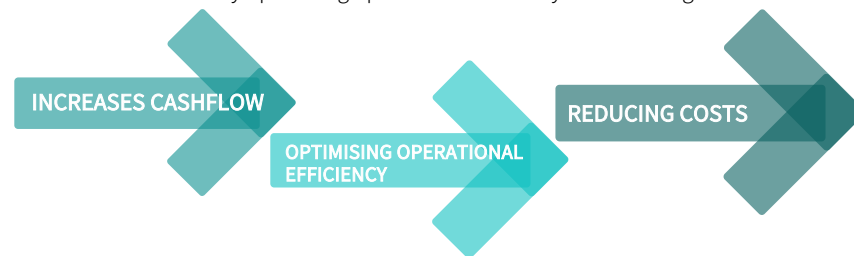 INCREASES CASHFLOW
OPTIMISING OPERATIONAL
EFFICIENCY
REDUCING COSTS